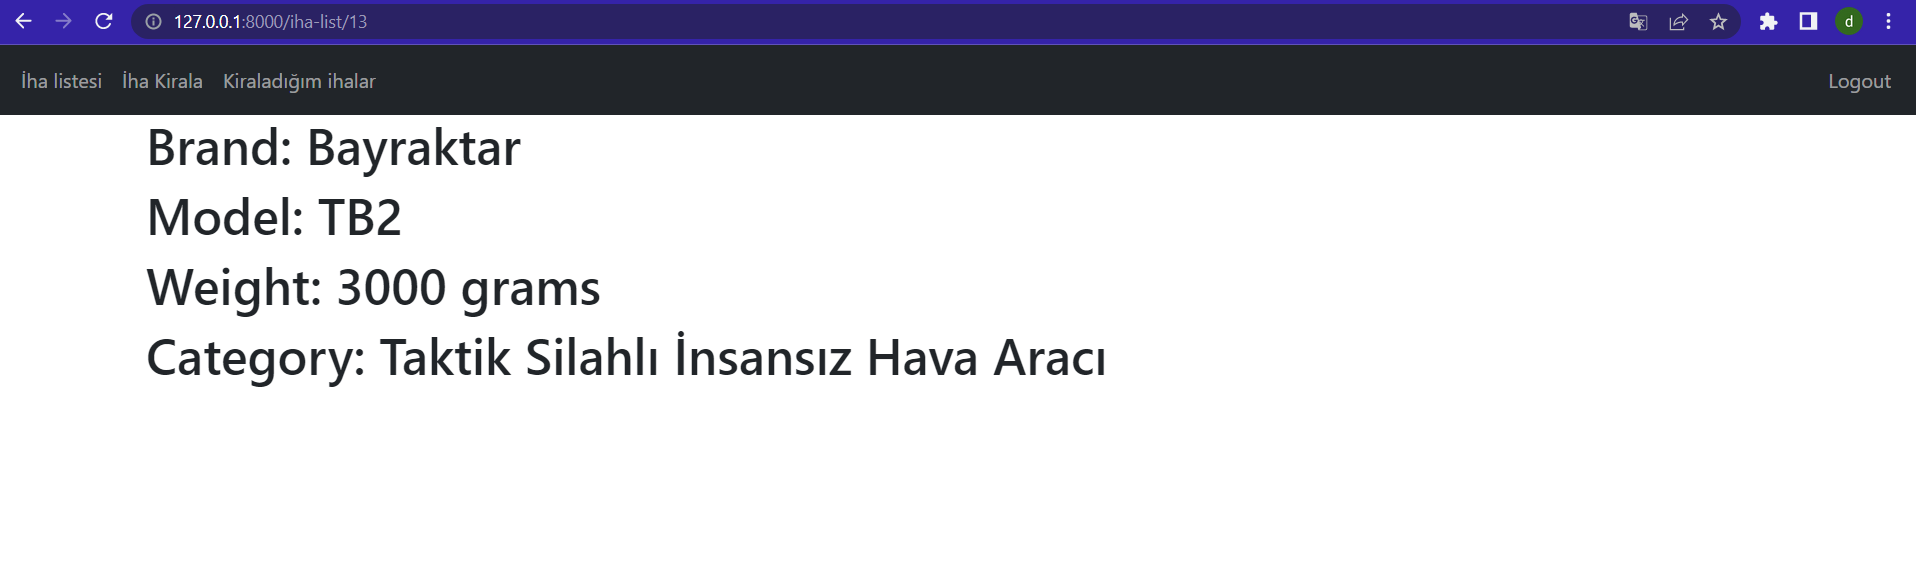 127.0.0.1:8000/iha-list/13
d
İha listesi İha Kirala Kiraladığım ihalar Logout
Brand: Bayraktar
Model: TB2
Weight: 3000 grams
Category: Taktik Silahlı İnsansız Hava Aracı